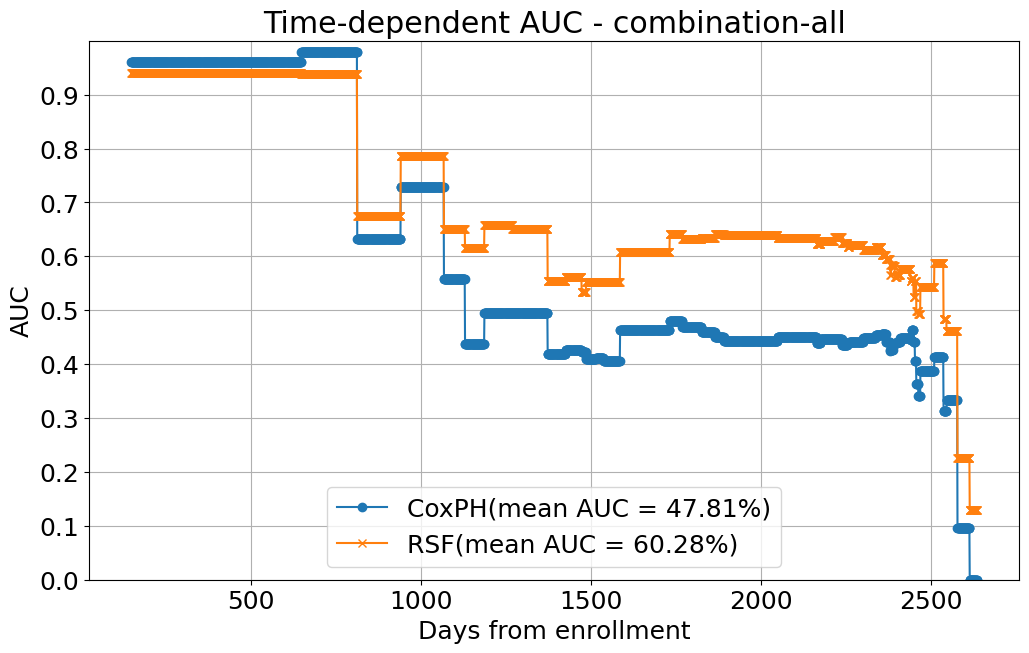 Time-dependent AUC - combination-all
AUC
0.9
0.8
0.7
0.6
0.5
0.4
0.3
0.2
0.1
0.0
CoxPH(mean AUC = 47.81%)
RSF(mean AUC = 60.28%)
500 1000 1500 2000 2500
Days from enrollment